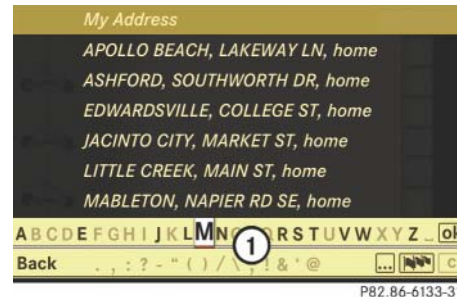 My Address
APOLLO BEACH, LAKEWAY LN, home
ASHFORD, SOUTHWORTH DR, home
EDWARDSVILLE, COLLEGE ST, home
JACINTO CITY, MARKET ST, home
LITTLE CREEK, MAIN ST, home
MABLETON, NAPIER RD SE, home
A B C D E F G H I J K L M N 1 Q R S T U V W X Y Z _ ok
Back . , : ? - " ( ) / \ ; ! & ' @ ...
P82.86-6133-31